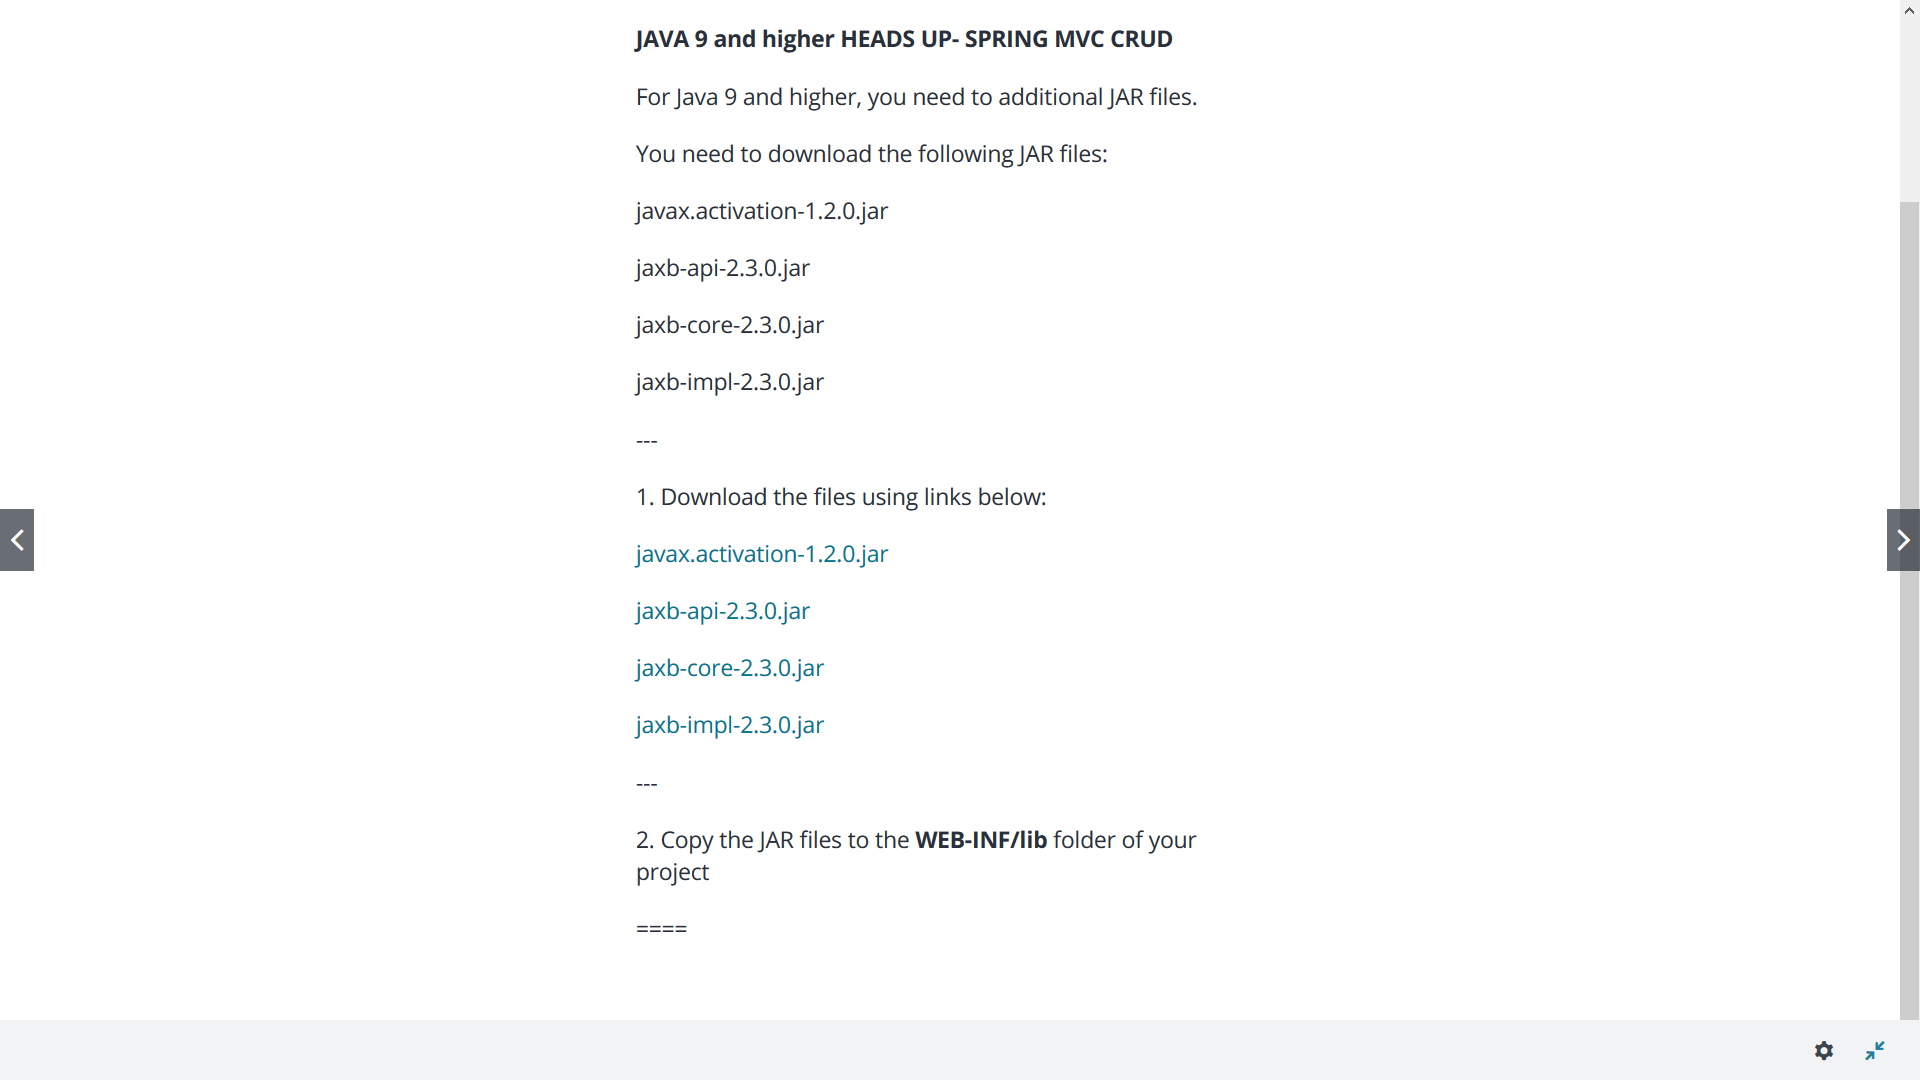 JAVA 9 and higher HEADS UP- SPRING MVC CRUD
For Java 9 and higher, you need to additional JAR files.
You need to download the following JAR files:
javax.activation-1.2.0.jar
jaxb-api-2.3.0.jar
jaxb-core-2.3.0.jar
jaxb-impl-2.3.0.jar
---
1. Download the files using links below:
javax.activation-1.2.0.jar
jaxb-api-2.3.0.jar
jaxb-core-2.3.0.jar
jaxb-impl-2.3.0.jar
---
2. Copy the JAR files to the WEB-INF/lib folder of your
project
====